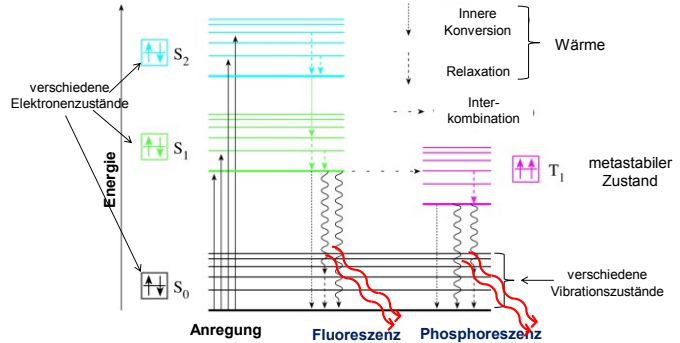 Innere
Konversion
Wärme
Relaxation
Inter-
kombination
S2
verschiedene
Elektronenzustände
S1
T1
metastabiler
Zustand
Energie
S0
verschiedene
Vibrationszustände
Anregung
Fluoreszenz
Phosphoreszenz